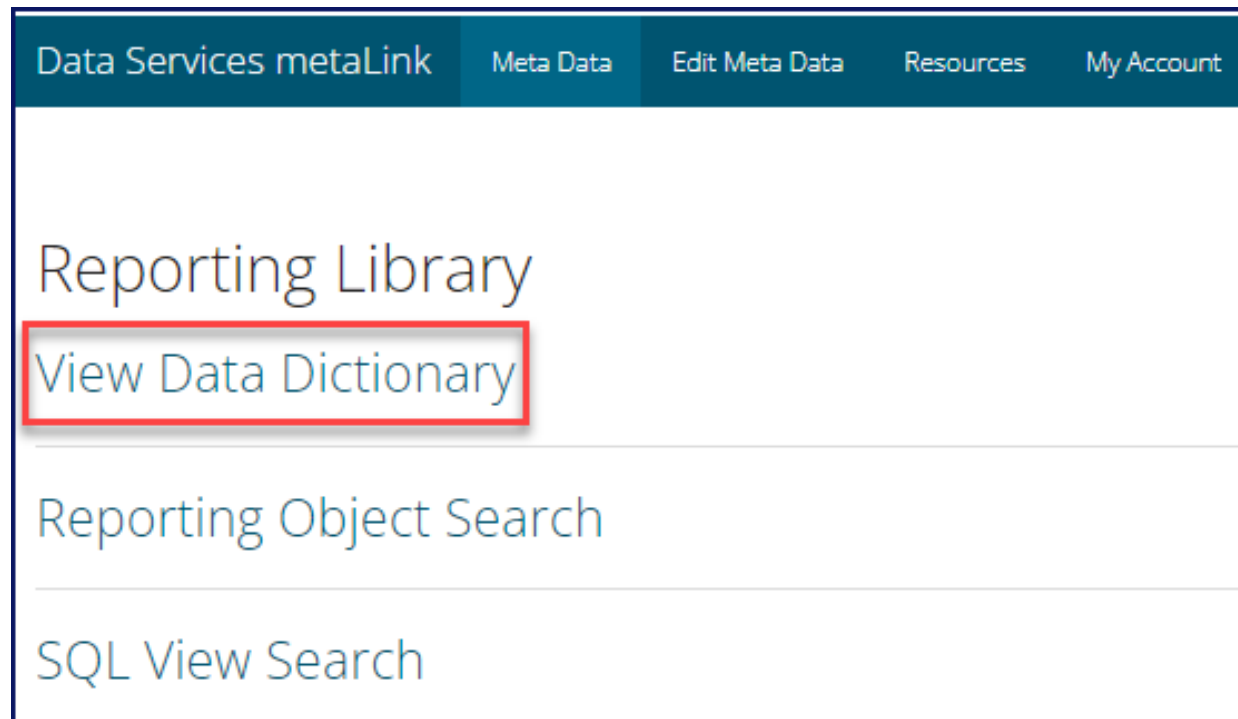 Data Services metaLink Meta Data Edit Meta Data Resources My Account
Reporting Library
View Data Dictionary
Reporting Object Search
SQL View Search